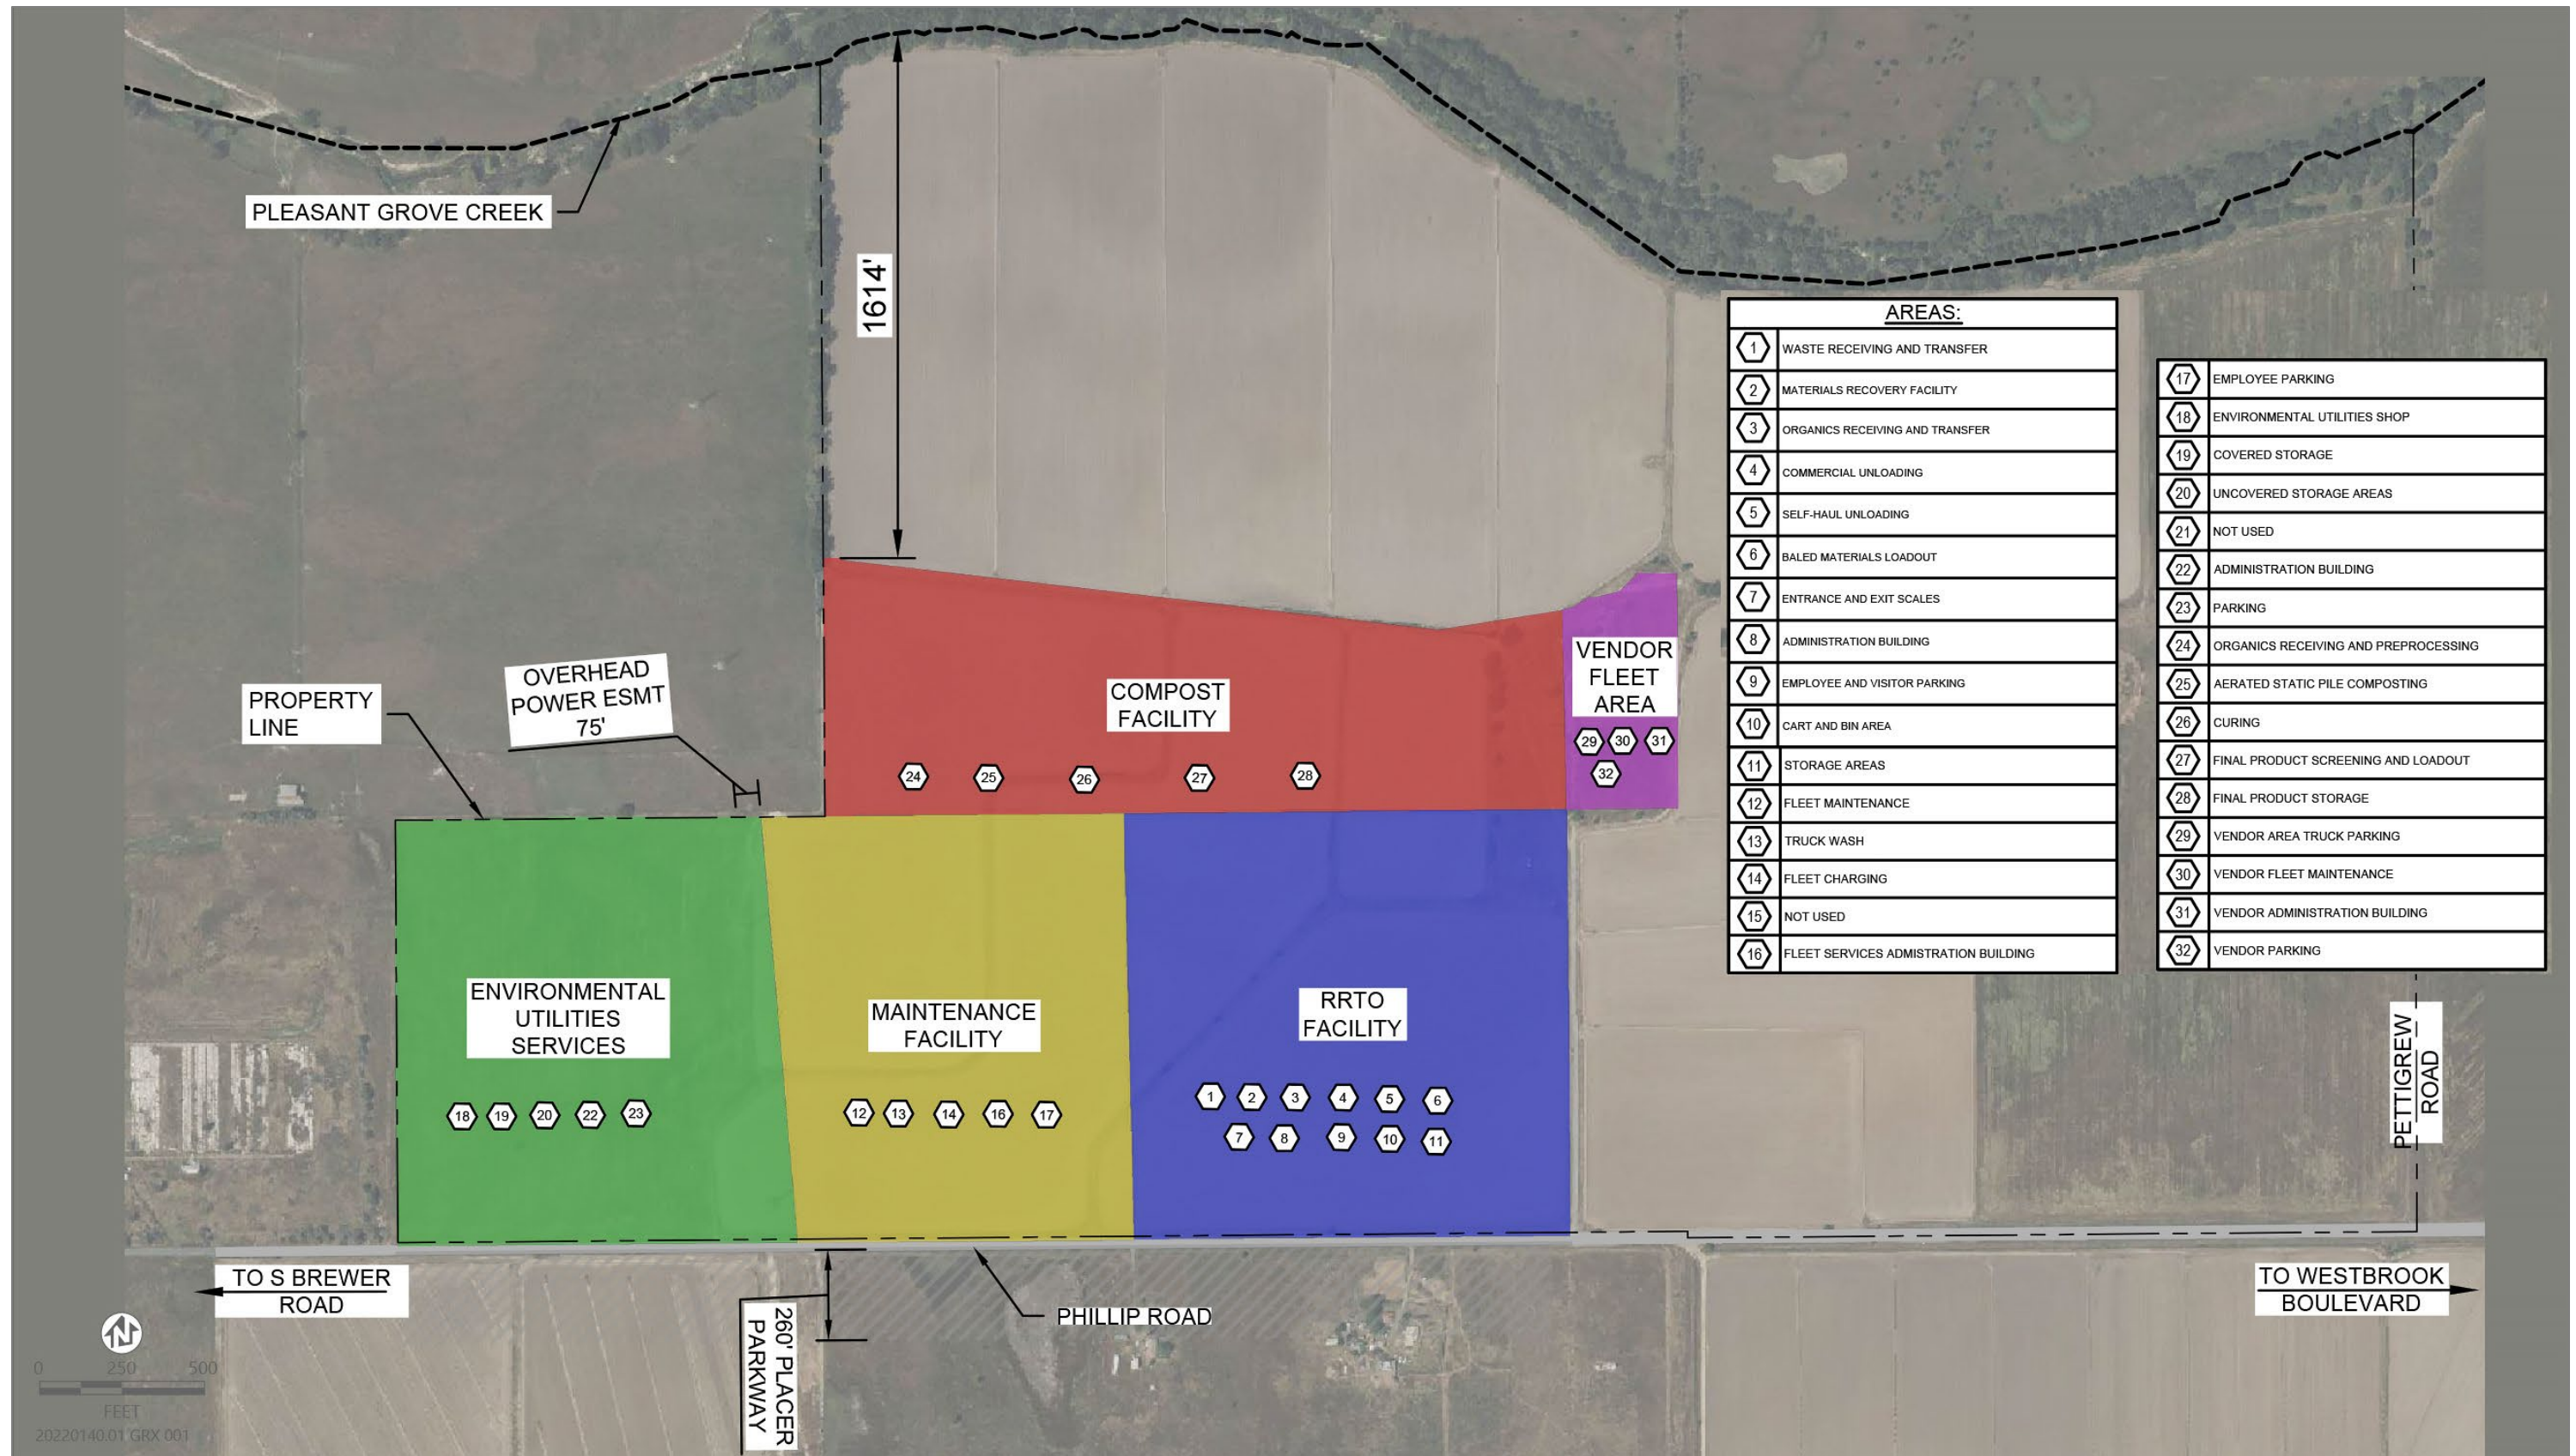 PLEASANT GROVE CREEK
1614'
AREAS:
1 WASTE RECEIVING AND TRANSFER
2 MATERIALS RECOVERY FACILITY
3 ORGANICS RECEIVING AND TRANSFER
4 COMMERCIAL UNLOADING
5 SELF-HAUL UNLOADING
6 BALED MATERIALS LOADOUT
7 ENTRANCE AND EXIT SCALES
8 ADMINISTRATION BUILDING
9 EMPLOYEE AND VISITOR PARKING
10 CART AND BIN AREA
11 STORAGE AREAS
12 FLEET MAINTENANCE
13 TRUCK WASH
14 FLEET CHARGING
15 NOT USED
16 FLEET SERVICES ADMISTRATION BUILDING
17 EMPLOYEE PARKING
18 ENVIRONMENTAL UTILITIES SHOP
19 COVERED STORAGE
20 UNCOVERED STORAGE AREAS
21 NOT USED
22 ADMINISTRATION BUILDING
23 PARKING
24 ORGANICS RECEIVING AND PREPROCESSING
25 AERATED STATIC PILE COMPOSTING
26 CURING
27 FINAL PRODUCT SCREENING AND LOADOUT
28 FINAL PRODUCT STORAGE
29 VENDOR AREA TRUCK PARKING
30 VENDOR FLEET MAINTENANCE
31 VENDOR ADMINISTRATION BUILDING
32 VENDOR PARKING
PROPERTY
LINE
OVERHEAD
POWER ESMT
75'
COMPOST
FACILITY
24 25 26 27 28
VENDOR
FLEET
AREA
29 30 31
32
ENVIRONMENTAL
UTILITIES
SERVICES
18 19 20 22 23
MAINTENANCE
FACILITY
12 13 14 16 17
RRTO
FACILITY
1 2 3 4 5 6
7 8 9 10 11
PETTIGREW
ROAD
TO S BREWER
ROAD
260' PLACER
PARKWAY
PHILLIP ROAD
TO WESTBROOK
BOULEVARD
N
0 250 500
FEET
20220140.01 GRX 001